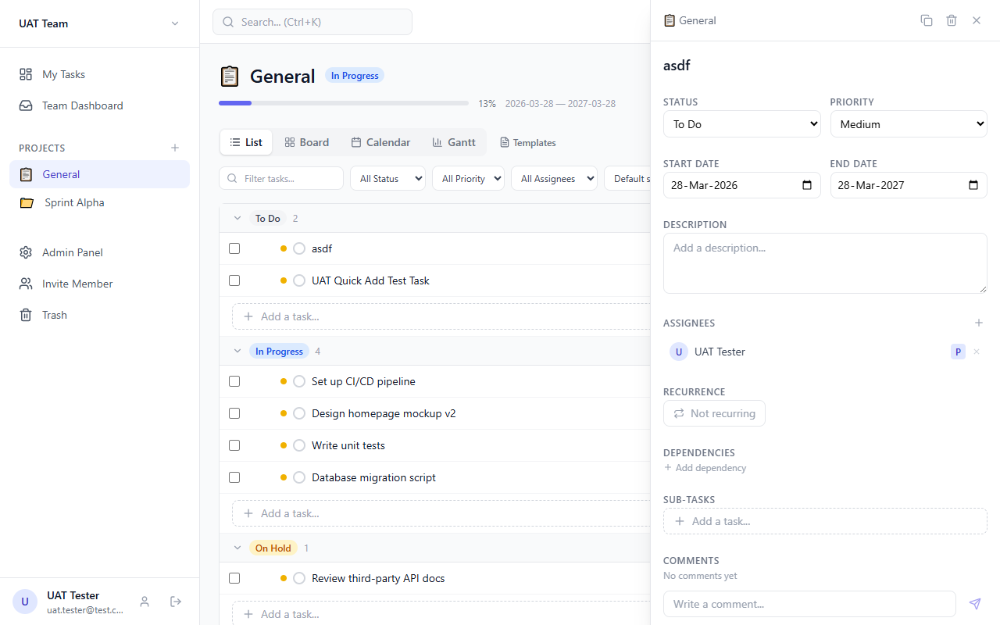 UAT Team
My Tasks
Team Dashboard
PROJECTS
General
Sprint Alpha
Admin Panel
Invite Member
Trash
U
UAT Tester
uat.tester@test.c...
Search... (Ctrl+K)
General
In Progress
13%
2026-03-28 — 2027-03-28
List
Board
Calendar
Gantt
Templates
Filter tasks...
All Status
All Priority
All Assignees
Default s
To Do
2
asdf
UAT Quick Add Test Task
Add a task...
In Progress
4
Set up CI/CD pipeline
Design homepage mockup v2
Write unit tests
Database migration script
Add a task...
On Hold
1
Review third-party API docs
Add a task...
General
asdf
STATUS
PRIORITY
To Do
Medium
START DATE
END DATE
28-Mar-2026
28-Mar-2027
DESCRIPTION
Add a description...
ASSIGNEES
U
UAT Tester
P
RECURRENCE
Not recurring
DEPENDENCIES
Add dependency
SUB-TASKS
Add a task...
COMMENTS
No comments yet
Write a comment...